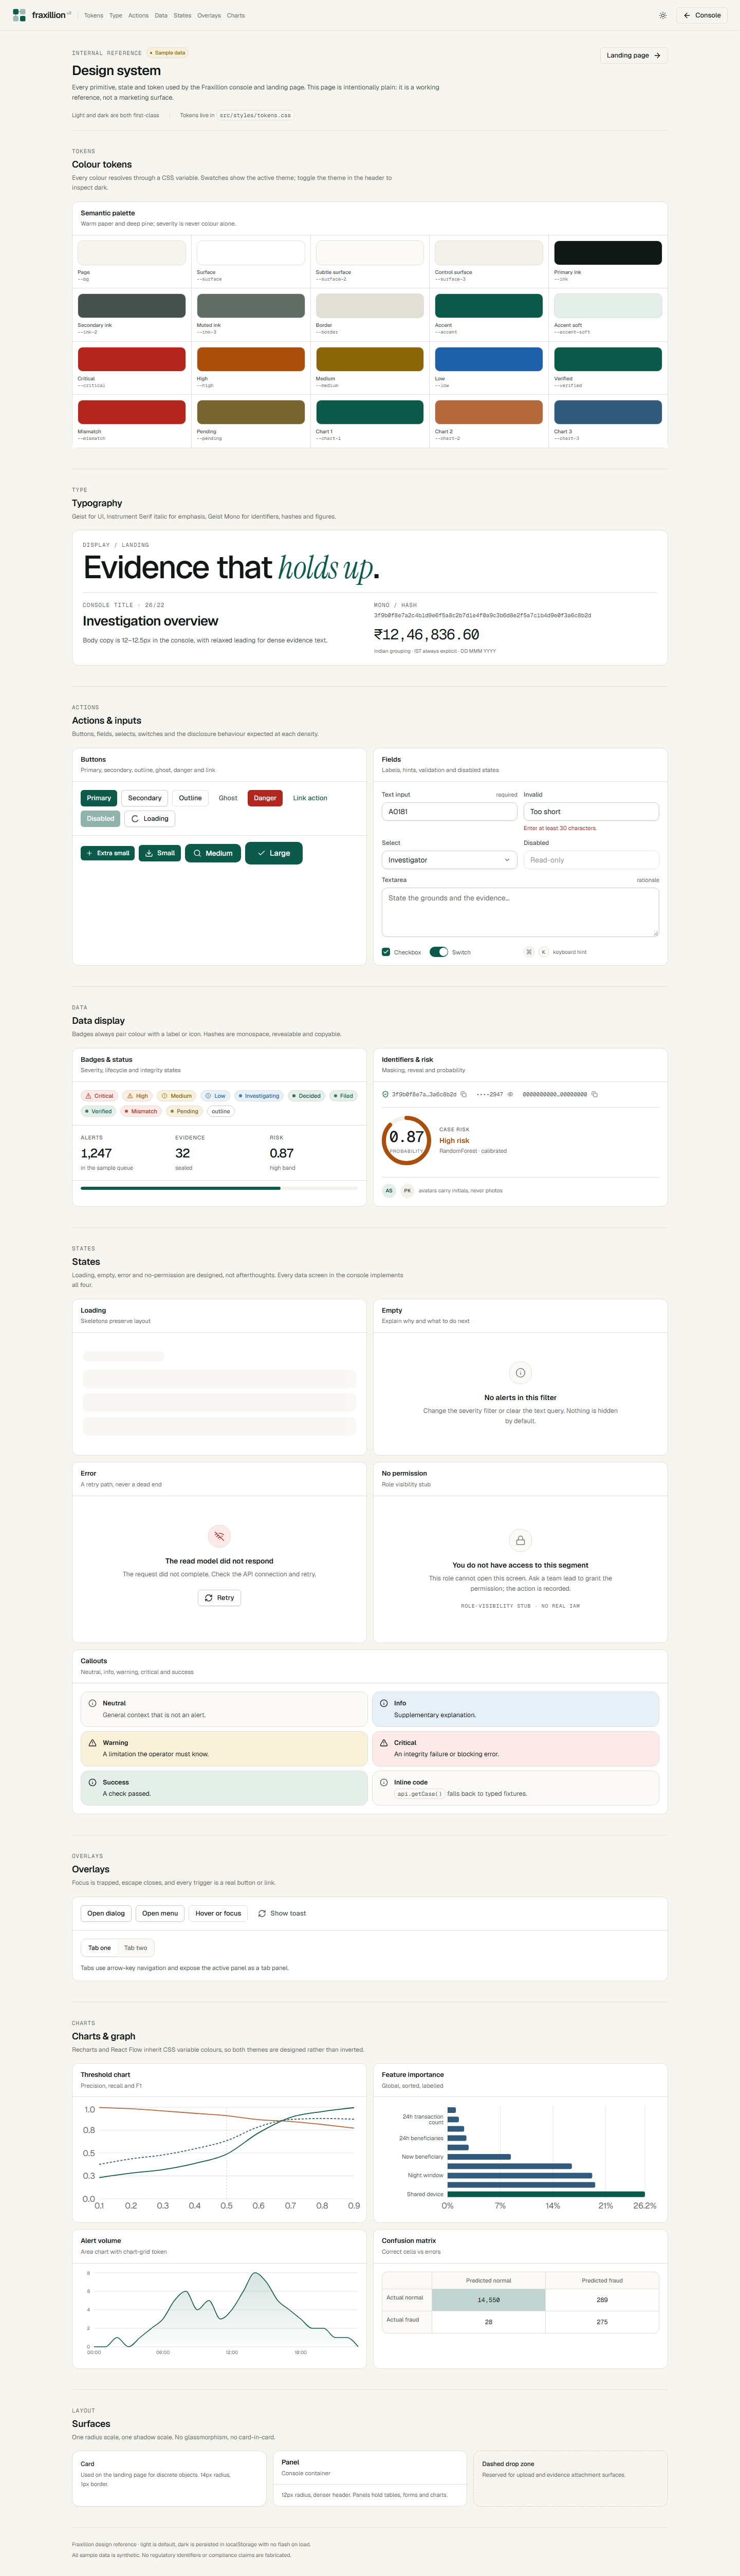 fraxillion
Tokens Type Actions Data States Overlays Charts
Console
INTERNAL REFERENCE
Sample data
Landing page
Design system
Every primitive, state and token used by the Fraxillion console and landing page. This page is intentionally plain: it is a working
reference, not a marketing surface.
Light and dark are both first-class
Tokens live in src/styles/tokens.css
TOKENS
Colour tokens
Every colour resolves through a CSS variable. Swatches show the active theme; toggle the theme in the header to
inspect dark.
Semantic palette
Warm paper and deep pine; severity is never colour alone.
Page
--bg
Surface
--surface
Subtle surface
--surface-2
Control surface
--surface-3
Primary ink
--ink
Secondary ink
--ink-2
Muted ink
--ink-3
Border
--border
Accent
--accent
Accent soft
--accent-soft
Critical
--critical
High
--high
Medium
--medium
Low
--low
Verified
--verified
Mismatch
--mismatch
Pending
--pending
Chart 1
--chart-1
Chart 2
--chart-2
Chart 3
--chart-3
TYPE
Typography
Geist for UI, Instrument Serif Italic for emphasis, Geist Mono for identifiers, hashes and figures.
DISPLAY / LANDING
Evidence that holds up.
CONSOLE TITLE · 26/22
Investigation overview
Body copy is 12–12.5px in the console, with relaxed leading for dense evidence text.
MONO / HASH
₹12,46,836.60
Indian grouping · IST always explicit · DD MMM YYYY
ACTIONS
Actions & inputs
Buttons, fields, selects, switches and the disclosure behaviour expected at each density.
Buttons
Primary, secondary, outline, ghost, danger and link
Primary Secondary Outline Ghost Danger Link action
Disabled Loading
Extra small Small Medium Large
Fields
Labels, hints, validation and disabled states
Text input required
A0181
Invalid
Too short
Enter at least 30 characters.
Select
Investigator
Disabled
Read-only
Textarea rationale
State the grounds and the evidence…
Checkbox Switch
⌘ K keyboard hint
DATA
Data display
Badges always pair colour with a label or icon. Hashes are monospace, revealable and copyable.
Badges & status
Severity, lifecycle and integrity states
Critical High Medium Low Investigating Decided Filed
Verified Mismatch Pending outline
ALERTS
1,247
in the sample queue
EVIDENCE
32
sealed
RISK
0.87
high band
Identifiers & risk
Masking, reveal and probability
3f9b0f8e7a…3a6c8b2d ••••2947 0000000000…00000000
0.87
PROBABILITY
CASE RISK
High risk
RandomForest · calibrated
AS PK avatars carry initials, never photos
STATES
States
Loading, empty, error and no-permission are designed, not afterthoughts. Every data screen in the console implements
all four.
Loading
Skeletons preserve layout
Empty
Explain why and what to do next
No alerts in this filter
Change the severity filter or clear the text query. Nothing is hidden
by default.
Error
A retry path, never a dead end
The read model did not respond
The request did not complete. Check the API connection and retry.
Retry
No permission
Role visibility stub
You do not have access to this segment
This role cannot open this screen. Ask a team lead to grant the
permission; the action is recorded.
ROLE-VISIBILITY STUB · NO REAL IAM
Callouts
Neutral, info, warning, critical and success
Neutral
General context that is not an alert.
Info
Supplementary explanation.
Warning
A limitation the operator must know.
Critical
An integrity failure or blocking error.
Success
A check passed.
Inline code
api.getCase() falls back to typed fixtures.
OVERLAYS
Overlays
Focus is trapped, escape closes, and every trigger is a real button or link.
Open dialog Open menu Hover or focus Show toast
Tab one Tab two
Tabs use arrow-key navigation and expose the active panel as a tab panel.
CHARTS
Charts & graph
Recharts and React Flow inherit CSS variable colours, so both themes are designed rather than inverted.
Threshold chart
Precision, recall and F1
1.0
0.8
0.5
0.3
0.0
0.1 0.2 0.3 0.4 0.5 0.6 0.7 0.8 0.9
Feature importance
Global, sorted, labelled
24h transaction
count
24h beneficiaries
New beneficiary
Night window
Shared device
0% 7% 14% 21% 26.2%
Alert volume
Area chart with chart-grid token
8
6
4
2
0
00:00 06:00 12:00 18:00
Confusion matrix
Correct cells vs errors
Predicted normal Predicted fraud
Actual normal 14,550 289
Actual fraud 28 275
LAYOUT
Surfaces
One radius scale, one shadow scale. No glassmorphism, no card-in-card.
Card
Used on the landing page for discrete objects. 14px radius,
1px border.
Panel
Console container
12px radius, denser header. Panels hold tables, forms and charts.
Dashed drop zone
Reserved for upload and evidence attachment surfaces.
Fraxillion design reference · light is default, dark is persisted in localStorage with no flash on load.
All sample data is synthetic. No regulatory identifiers or compliance claims are fabricated.